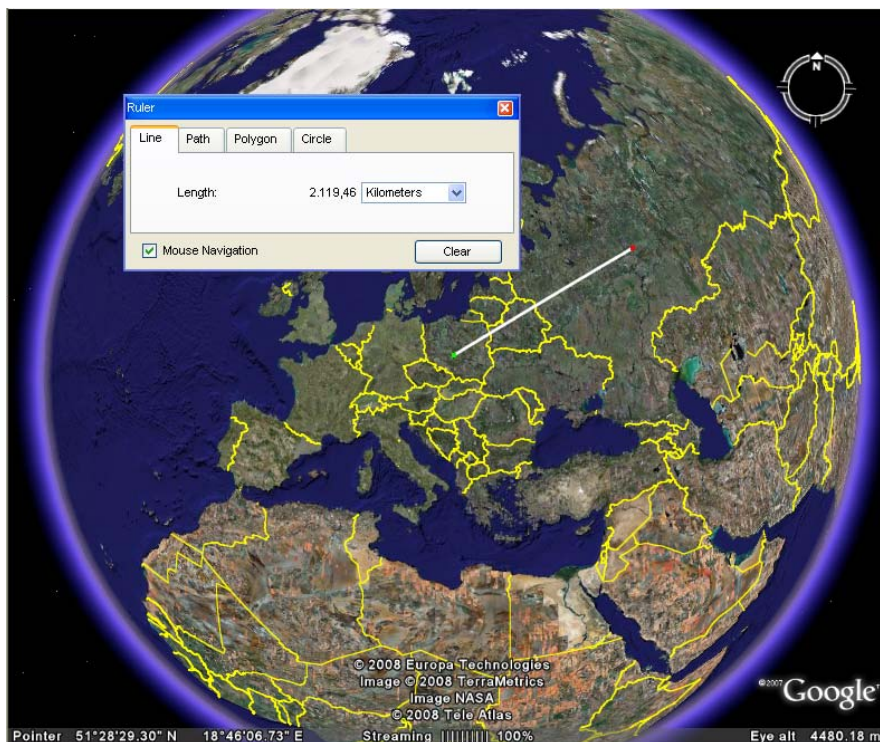 N
Ruler
Line Path Polygon Circle
Length: 2.119,46 Kilometers
Mouse Navigation Clear
© 2008 Europa Technologies
Image © 2008 TerraMetrics
Image NASA
© 2008 Tele Atlas
©2007 Google
Pointer 51°28'29.30" N 18°46'06.73" E Streaming ||||||||| 100% Eye alt 4480.18 m